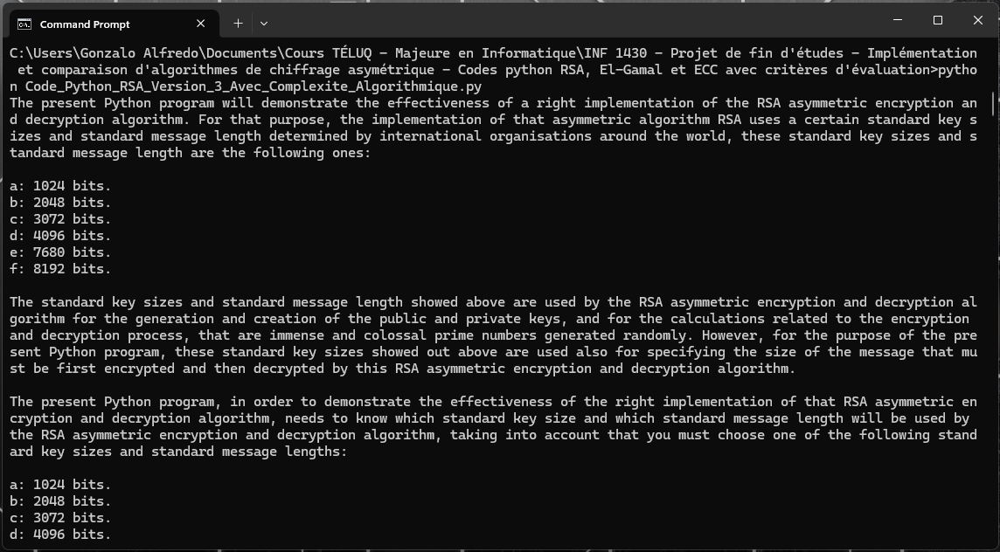 Command Prompt
C:\Users\Gonzalo Alfredo\Documents\Cours TÉLUQ - Majeure en Informatique\INF 1430 - Projet de fin d'études - Implémentation
et comparaison d'algorithmes de chiffrage asymétrique - Codes python RSA, El-Gamal et ECC avec critères d'évaluation>pytho
n Code_Python_RSA_Version_3_Avec_Complexite_Algorithmique.py
The present Python program will demonstrate the effectiveness of a right implementation of the RSA asymmetric encryption an
d decryption algorithm. For that purpose, the implementation of that asymmetric algorithm RSA uses a certain standard key s
izes and standard message length determined by international organisations around the world, these standard key sizes and s
tandard message length are the following ones:
a: 1024 bits.
b: 2048 bits.
c: 3072 bits.
d: 4096 bits.
e: 7680 bits.
f: 8192 bits.
The standard key sizes and standard message length showed above are used by the RSA asymmetric encryption and decryption al
gorithm for the generation and creation of the public and private keys, and for the calculations related to the encryption
and decryption process, that are immense and colossal prime numbers generated randomly. However, for the purpose of the pre
sent Python program, these standard key sizes showed out above are used also for specifying the size of the message that mu
st be first encrypted and then decrypted by this RSA asymmetric encryption and decryption algorithm.
The present Python program, in order to demonstrate the effectiveness of the right implementation of that RSA asymmetric en
cryption and decryption algorithm, needs to know which standard key size and which standard message length will be used by
the RSA asymmetric encryption and decryption algorithm, taking into account that you must choose one of the following stand
ard key sizes and standard message lengths:
a: 1024 bits.
b: 2048 bits.
c: 3072 bits.
d: 4096 bits.